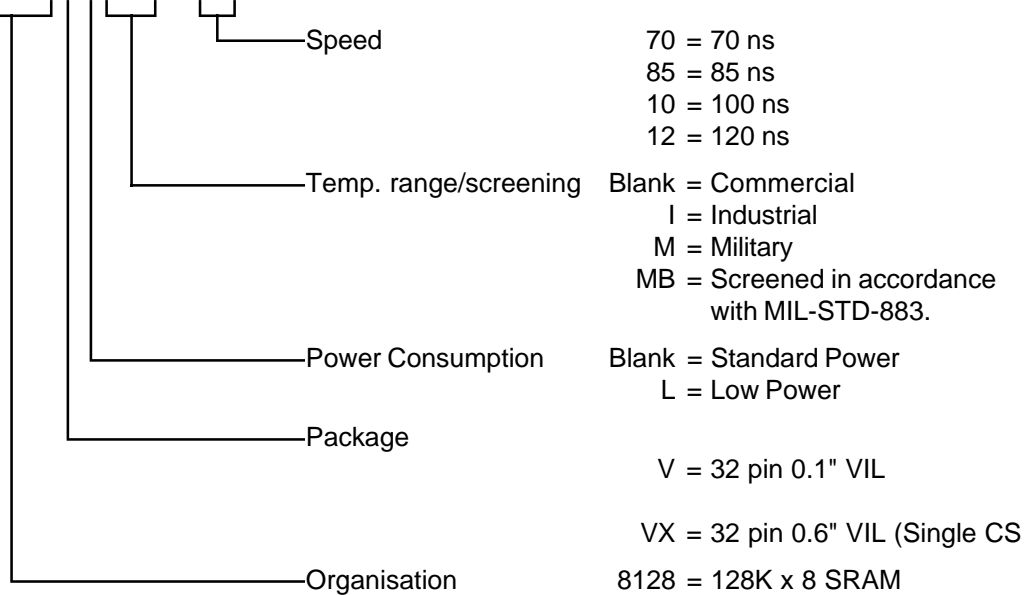 Speed 70 = 70 ns
85 = 85 ns
10 = 100 ns
12 = 120 ns
Temp. range/screening Blank = Commercial
I = Industrial
M = Military
MB = Screened in accordance
with MIL-STD-883.
Power Consumption Blank = Standard Power
L = Low Power
Package
V = 32 pin 0.1" VIL
VX = 32 pin 0.6" VIL (Single CS
Organisation 8128 = 128K x 8 SRAM